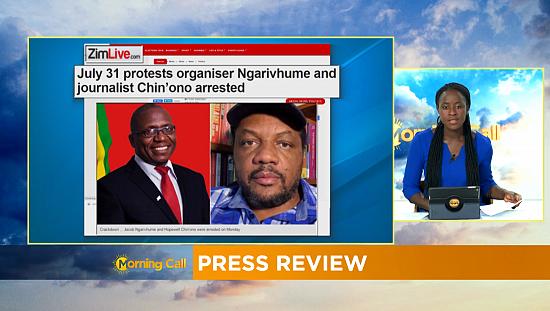 ZimLive.com
July 31 protests organiser Ngarivhume and
journalist Chin'ono arrested
Crackdown ... Jacob Ngarivhume and Hopewell Chin'ono were arrested on Monday
Morning Call
PRESS REVIEW